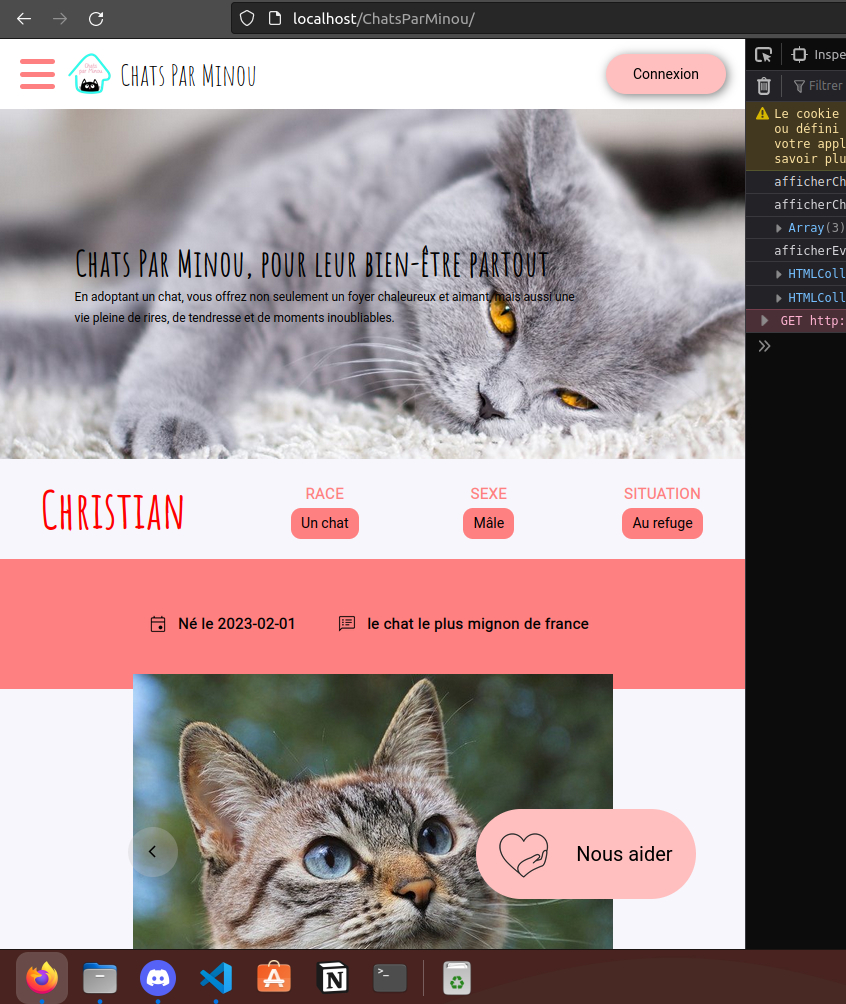 localhost/ChatsParMinou/
Chats
par Minou
Chats Par Minou
Connexion
Chats Par Minou, pour leur bien-être partout
En adoptant un chat, vous offrez non seulement un foyer chaleureux et aimant, mais aussi une
vie pleine de rires, de tendresse et de moments inoubliables.
Christian
RACE
Un chat
SEXE
Mâle
SITUATION
Au refuge
Né le 2023-02-01
le chat le plus mignon de france
Nous aider
Inspe
Filtrer
Le cookie
ou défini
votre appl
savoir plu
afficherCh
afficherCh
Array(3)
afficherEv
HTMLColl
HTMLColl
GET http: